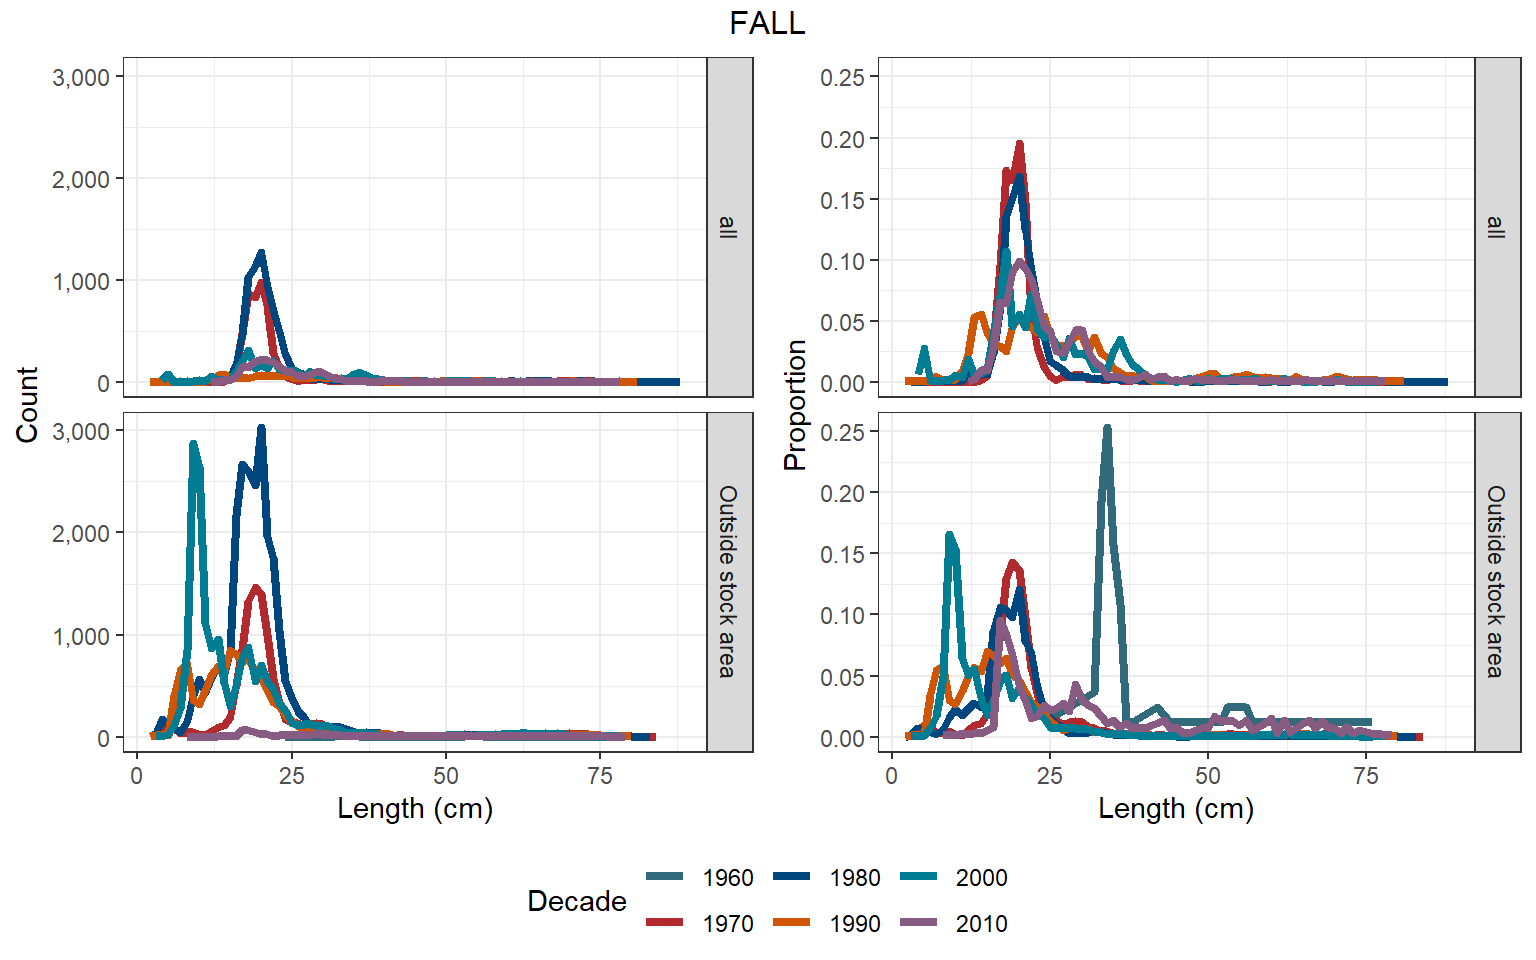 FALL
Count
3,000
2,000
1,000
0
all
3,000
2,000
1,000
0
Outside stock area
0 25 50 75
Length (cm)
Proportion
0.25
0.20
0.15
0.10
0.05
0.00
all
0.25
0.20
0.15
0.10
0.05
0.00
Outside stock area
0 25 50 75
Length (cm)
Decade
1960 1980 2000
1970 1990 2010